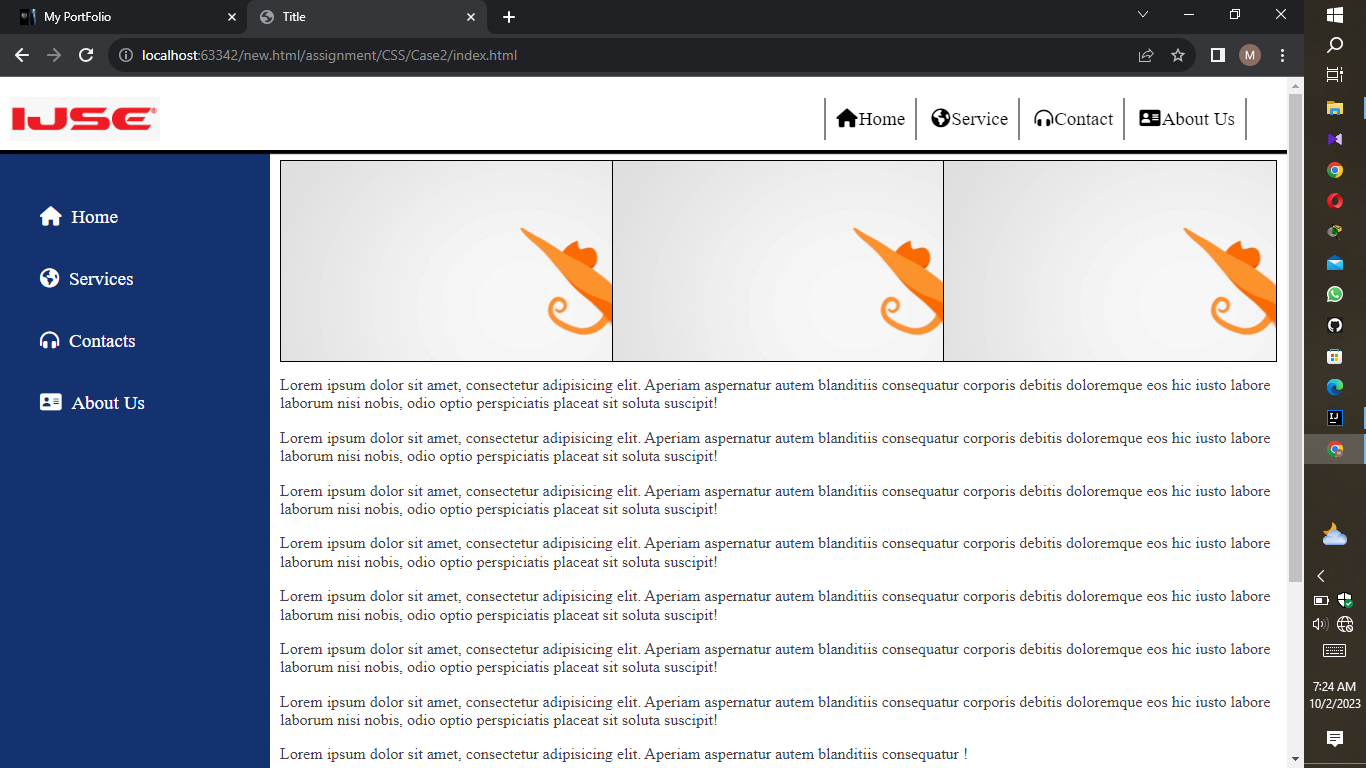 My PortFolio
Title
localhost:63342/new.html/assignment/CSS/Case2/index.html
M
IJSE®
Home Service Contact About Us
Home
Services
Contacts
About Us
Lorem ipsum dolor sit amet, consectetur adipisicing elit. Aperiam aspernatur autem blanditiis consequatur corporis debitis doloremque eos hic iusto labore
laborum nisi nobis, odio optio perspiciatis placeat sit soluta suscipit!
Lorem ipsum dolor sit amet, consectetur adipisicing elit. Aperiam aspernatur autem blanditiis consequatur corporis debitis doloremque eos hic iusto labore
laborum nisi nobis, odio optio perspiciatis placeat sit soluta suscipit!
Lorem ipsum dolor sit amet, consectetur adipisicing elit. Aperiam aspernatur autem blanditiis consequatur corporis debitis doloremque eos hic iusto labore
laborum nisi nobis, odio optio perspiciatis placeat sit soluta suscipit!
Lorem ipsum dolor sit amet, consectetur adipisicing elit. Aperiam aspernatur autem blanditiis consequatur corporis debitis doloremque eos hic iusto labore
laborum nisi nobis, odio optio perspiciatis placeat sit soluta suscipit!
Lorem ipsum dolor sit amet, consectetur adipisicing elit. Aperiam aspernatur autem blanditiis consequatur corporis debitis doloremque eos hic iusto labore
laborum nisi nobis, odio optio perspiciatis placeat sit soluta suscipit!
Lorem ipsum dolor sit amet, consectetur adipisicing elit. Aperiam aspernatur autem blanditiis consequatur corporis debitis doloremque eos hic iusto labore
laborum nisi nobis, odio optio perspiciatis placeat sit soluta suscipit!
Lorem ipsum dolor sit amet, consectetur adipisicing elit. Aperiam aspernatur autem blanditiis consequatur corporis debitis doloremque eos hic iusto labore
laborum nisi nobis, odio optio perspiciatis placeat sit soluta suscipit!
Lorem ipsum dolor sit amet, consectetur adipisicing elit. Aperiam aspernatur autem blanditiis consequatur !
IJ
7:24 AM
10/2/2023